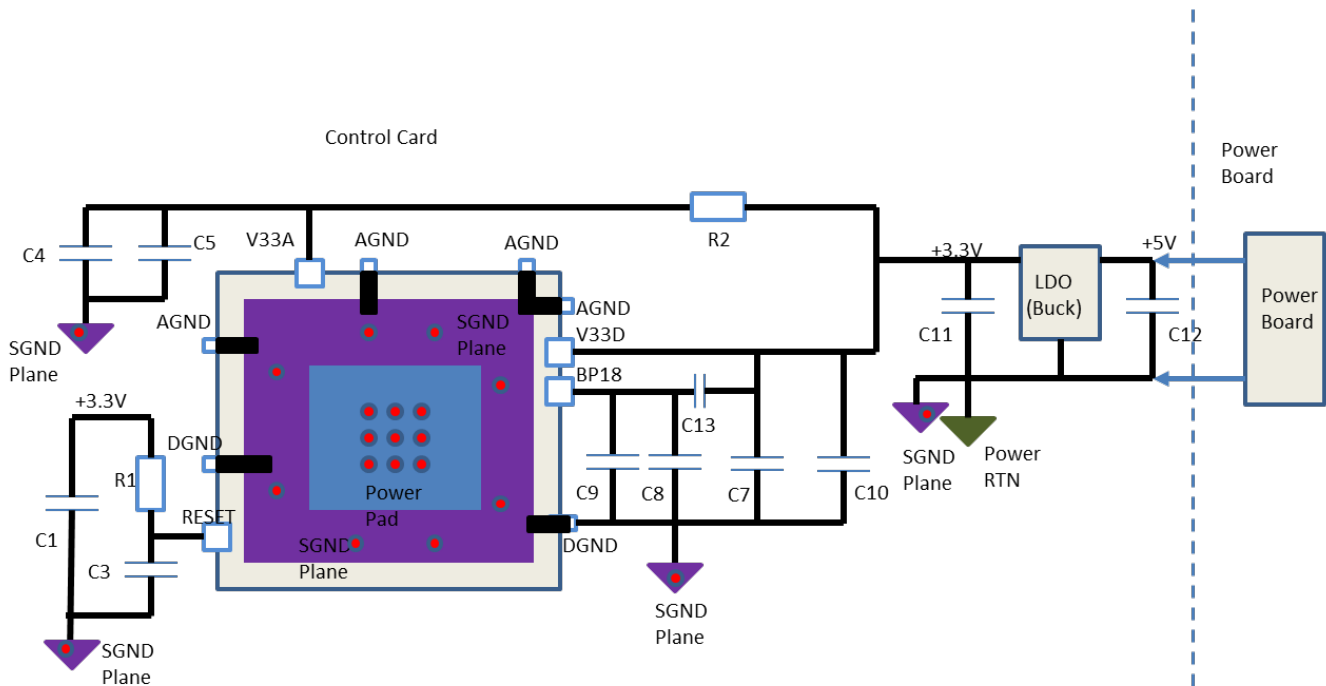 Control Card
Power
Board
C4
C5
V33A
AGND
AGND
R2
+3.3V
+5V
LDO
(Buck)
Power
Board
AGND
SGND
Plane
AGND
SGND
Plane
V33D
C11
C12
BP18
+3.3V
C13
DGND
SGND
Plane
Power
RTN
R1
Power
Pad
C9
C8
C7
C10
RESET
C1
C3
SGND
Plane
DGND
SGND
Plane
SGND
Plane